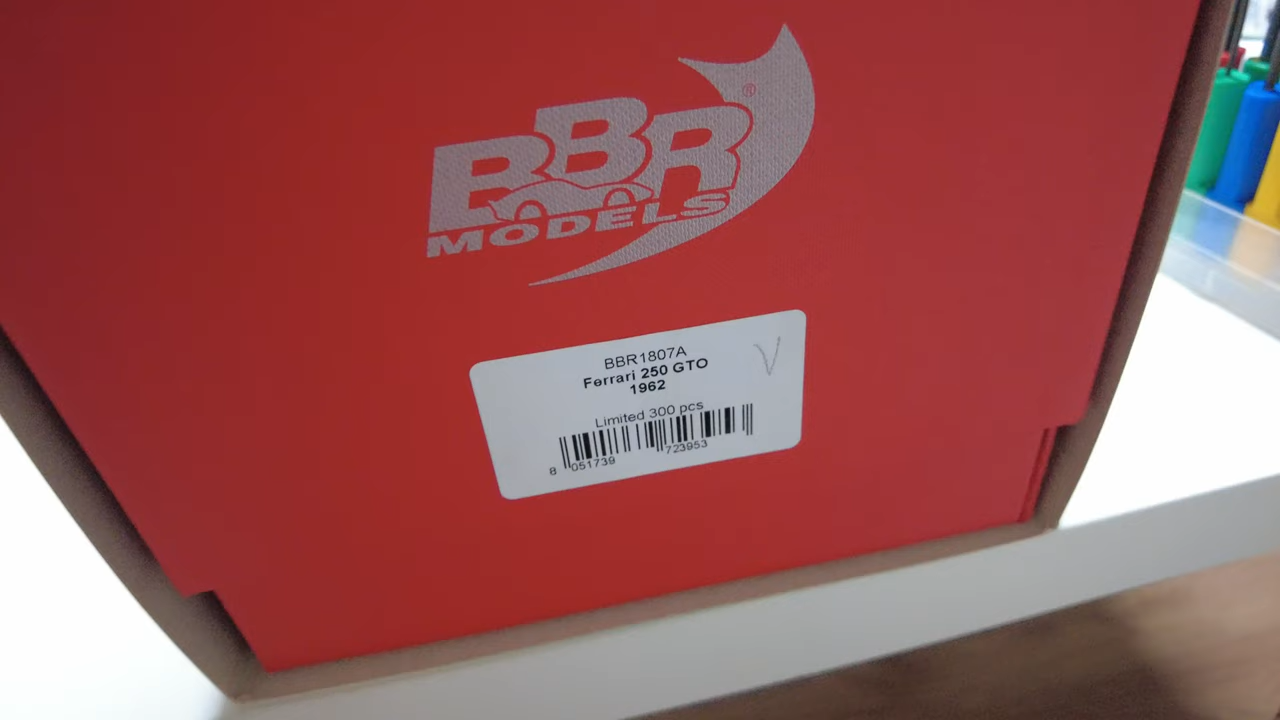 BBR®
MODELS
BBR1807A
Ferrari 250 GTO
1962
V
Limited 300 pcs
8 051739 723953